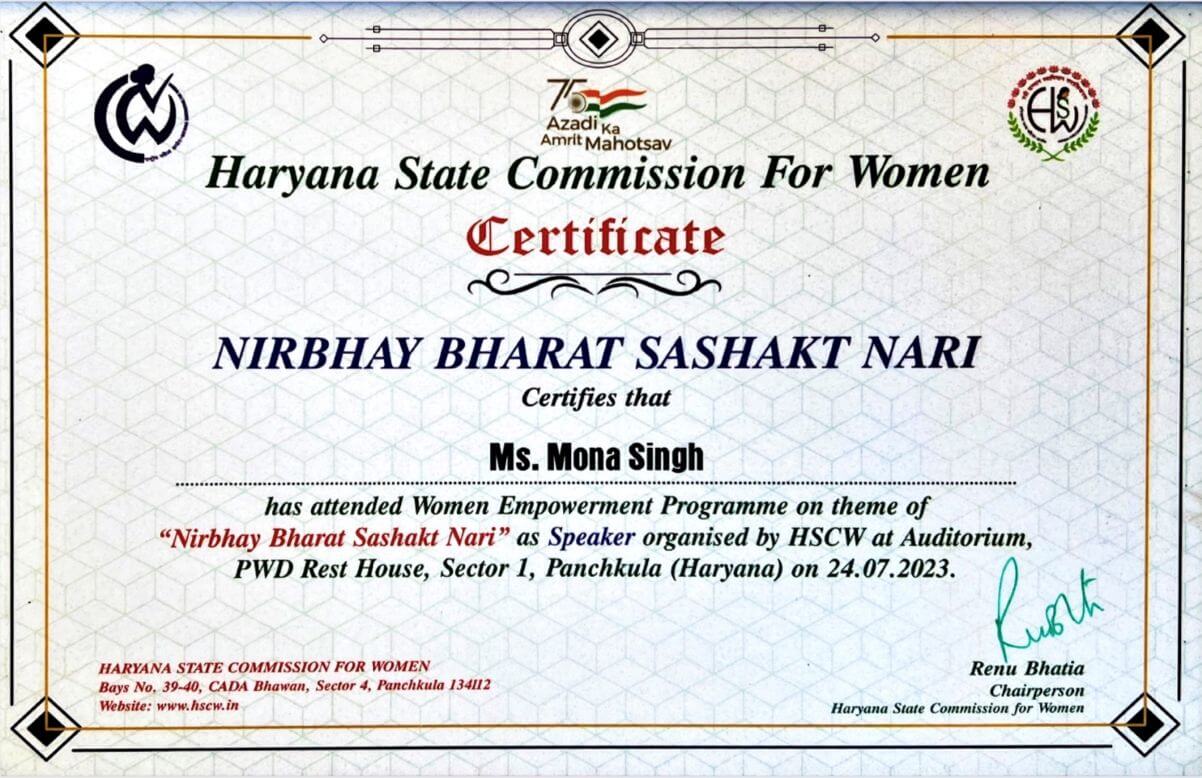 75
Azadi Ka
Amrit Mahotsav
HSW
Haryana State Commission For Women
Certificate
NIRBHAY BHARAT SASHAKT NARI
Certifies that
Ms. Mona Singh
has attended Women Empowerment Programme on theme of
“Nirbhay Bharat Sashakt Nari” as Speaker organised by HSCW at Auditorium,
PWD Rest House, Sector 1, Panchkula (Haryana) on 24.07.2023.
HARYANA STATE COMMISSION FOR WOMEN
Bays No. 39-40, CADA Bhawan, Sector 4, Panchkula 134112
Website: www.hscw.in
Renu Bhatia
Chairperson
Haryana State Commission for Women